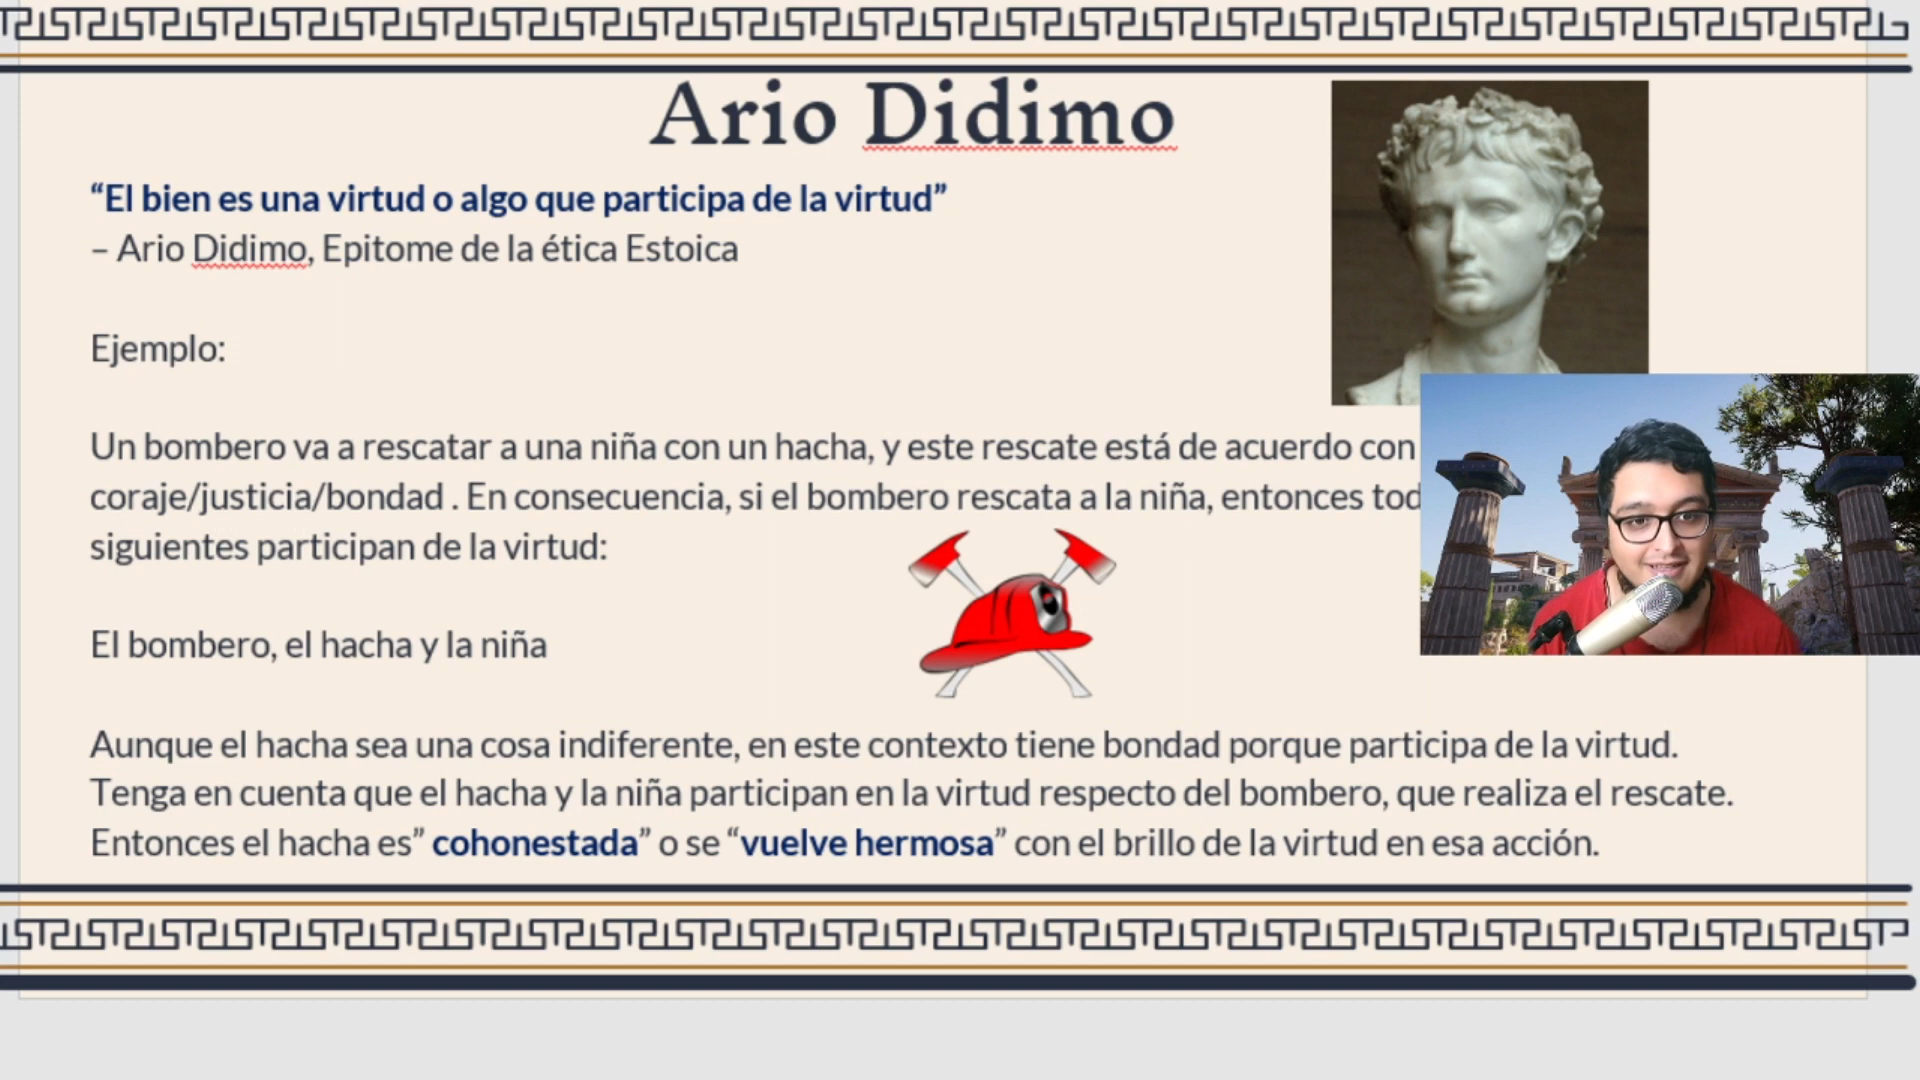 Ario Didimo
“El bien es una virtud o algo que participa de la virtud”
– Ario Didimo, Epitome de la ética Estoica
Ejemplo:
Un bombero va a rescatar a una niña con un hacha, y este rescate está de acuerdo con
coraje/justicia/bondad . En consecuencia, si el bombero rescata a la niña, entonces
siguientes participan de la virtud:
El bombero, el hacha y la niña
Aunque el hacha sea una cosa indiferente, en este contexto tiene bondad porque participa de la virtud.
Tenga en cuenta que el hacha y la niña participan en la virtud respecto del bombero, que realiza el rescate.
Entonces el hacha es” cohonestada” o se “vuelve hermosa” con el brillo de la virtud en esa acción.